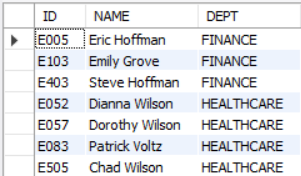 ID NAME DEPT
E005 Eric Hoffman FINANCE
E103 Emily Grove FINANCE
E403 Steve Hoffman FINANCE
E052 Dianna Wilson HEALTHCARE
E057 Dorothy Wilson HEALTHCARE
E083 Patrick Voltz HEALTHCARE
E505 Chad Wilson HEALTHCARE